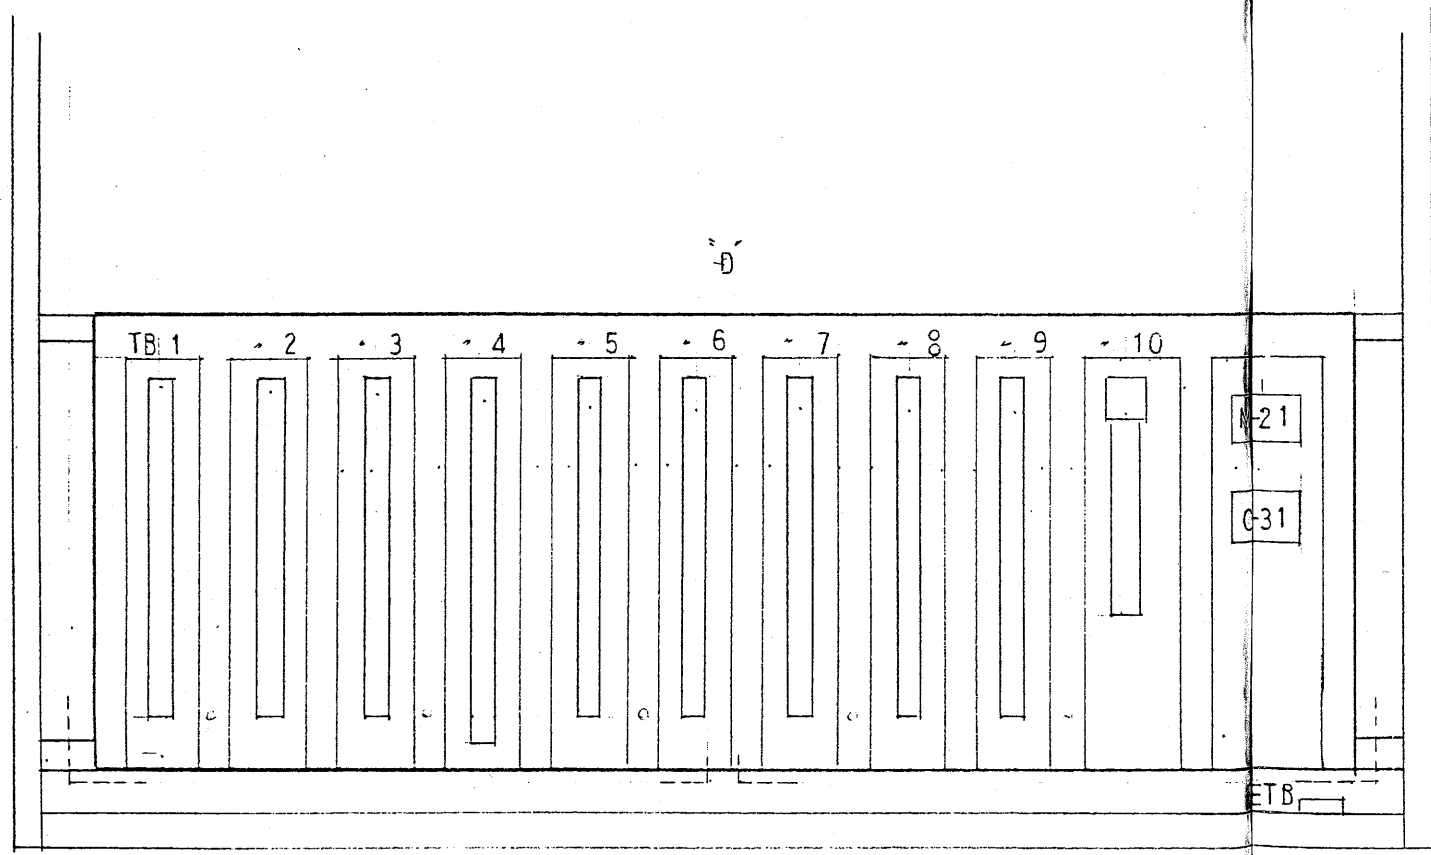 "D"
TB 1 〃 2 〃 3 〃 4 〃 5 〃 6 〃 7 〃 8 〃 9 〃 10
N-21
C-31
ETB